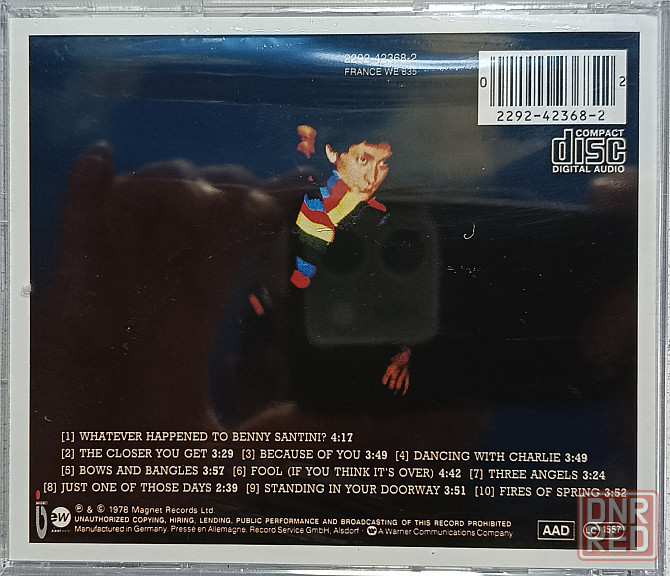 2292-42368-2
FRANCE WE 835
0 2
2292-42368-2
COMPACT
disc
DIGITAL AUDIO
[1] WHATEVER HAPPENED TO BENNY SANTINI? 4:17
[2] THE CLOSER YOU GET 3:29 [3] BECAUSE OF YOU 3:49 [4] DANCING WITH CHARLIE 3:49
[5] BOWS AND BANGLES 3:57 [6] FOOL (IF YOU THINK IT'S OVER) 4:42 [7] THREE ANGELS 3:24
[8] JUST ONE OF THOSE DAYS 2:39 [9] STANDING IN YOUR DOORWAY 3:51 [10] FIRES OF SPRING 3:52
ew ℗ & © 1978 Magnet Records Ltd.
UNAUTHORIZED COPYING, HIRING, LENDING, PUBLIC PERFORMANCE AND BROADCASTING OF THIS RECORD PROHIBITED
Manufactured in Germany. Presse en Allemagne. Record Service GmbH, Alsdorf · A Warner Communications Company
AAD
LC 1557
DNR
RED